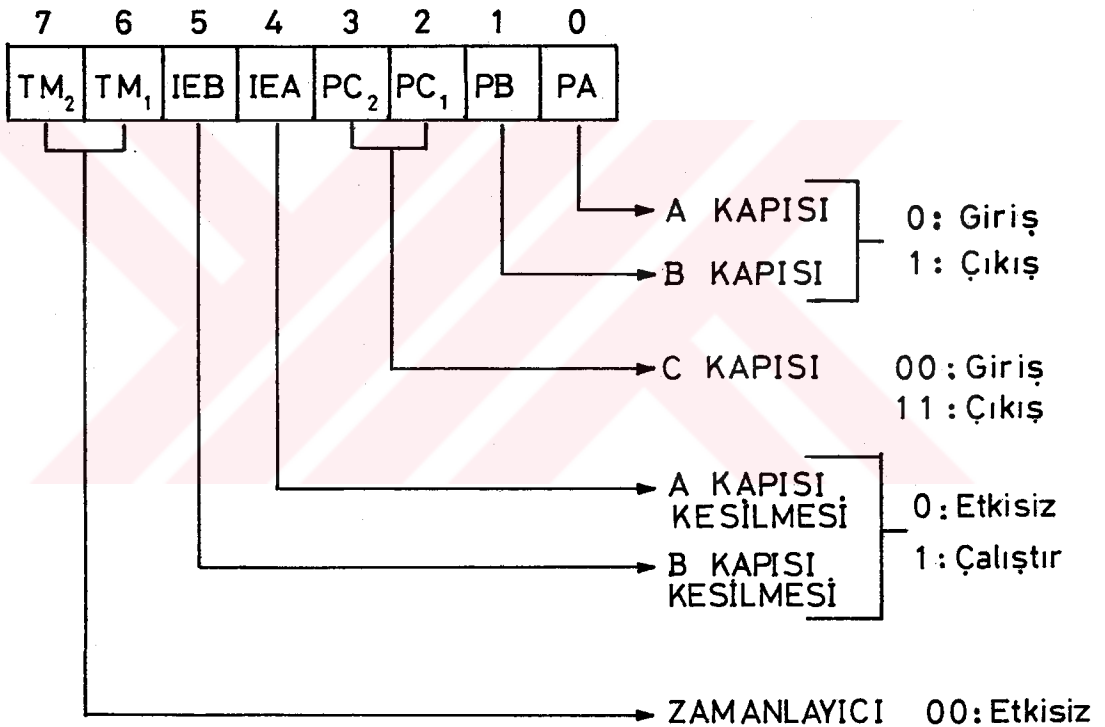 7 6 5 4 3 2 1 0
TM₂ TM₁ IEB IEA PC₂ PC₁ PB PA
A KAPISI
0: Giriş
B KAPISI
1: Çıkış
C KAPISI 00: Giriş
11: Çıkış
A KAPISI
KESİLMESİ
0: Etkisiz
B KAPISI
KESİLMESİ
1: Çalıştır
ZAMANLAYICI 00: Etkisiz